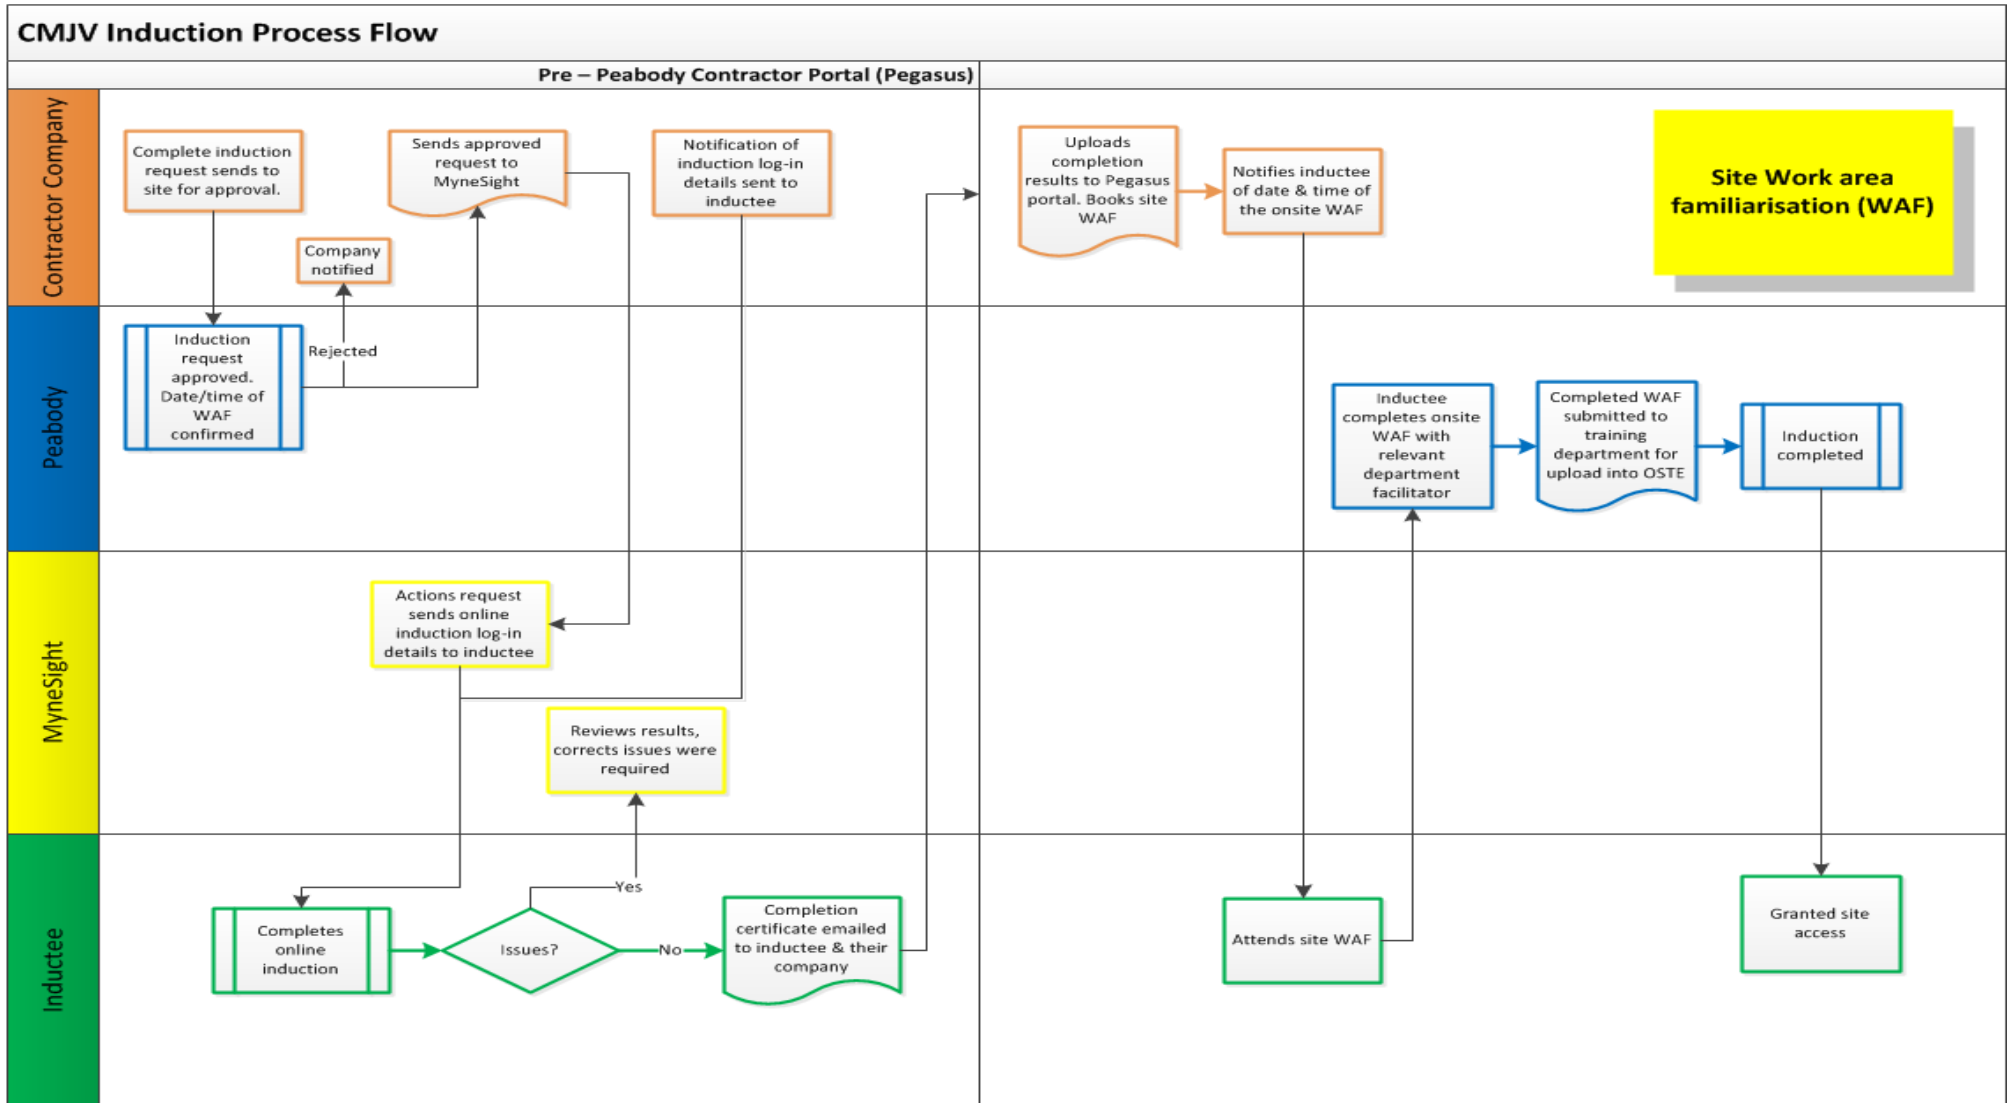 CMJV Induction Process Flow
Pre – Peabody Contractor Portal (Pegasus)
Contractor Company
Complete induction
request sends to
site for approval.
Sends approved
request to
MyneSight
Notification of
induction log-in
details sent to
inductee
Company
notified
Uploads
completion
results to Pegasus
portal. Books site
WAF
Notifies inductee
of date & time of
the onsite WAF
Site Work area
familiarisation (WAF)
Peabody
Induction
request
approved.
Date/time of
WAF
confirmed
Rejected
Inductee
completes onsite
WAF with
relevant
department
facilitator
Completed WAF
submitted to
training
department for
upload into OSTE
Induction
completed
MyneSight
Actions request
sends online
induction log-in
details to inductee
Reviews results,
corrects issues were
required
Inductee
Completes
online
induction
Issues?
Yes
No
Completion
certificate emailed
to inductee & their
company
Attends site WAF
Granted site
access